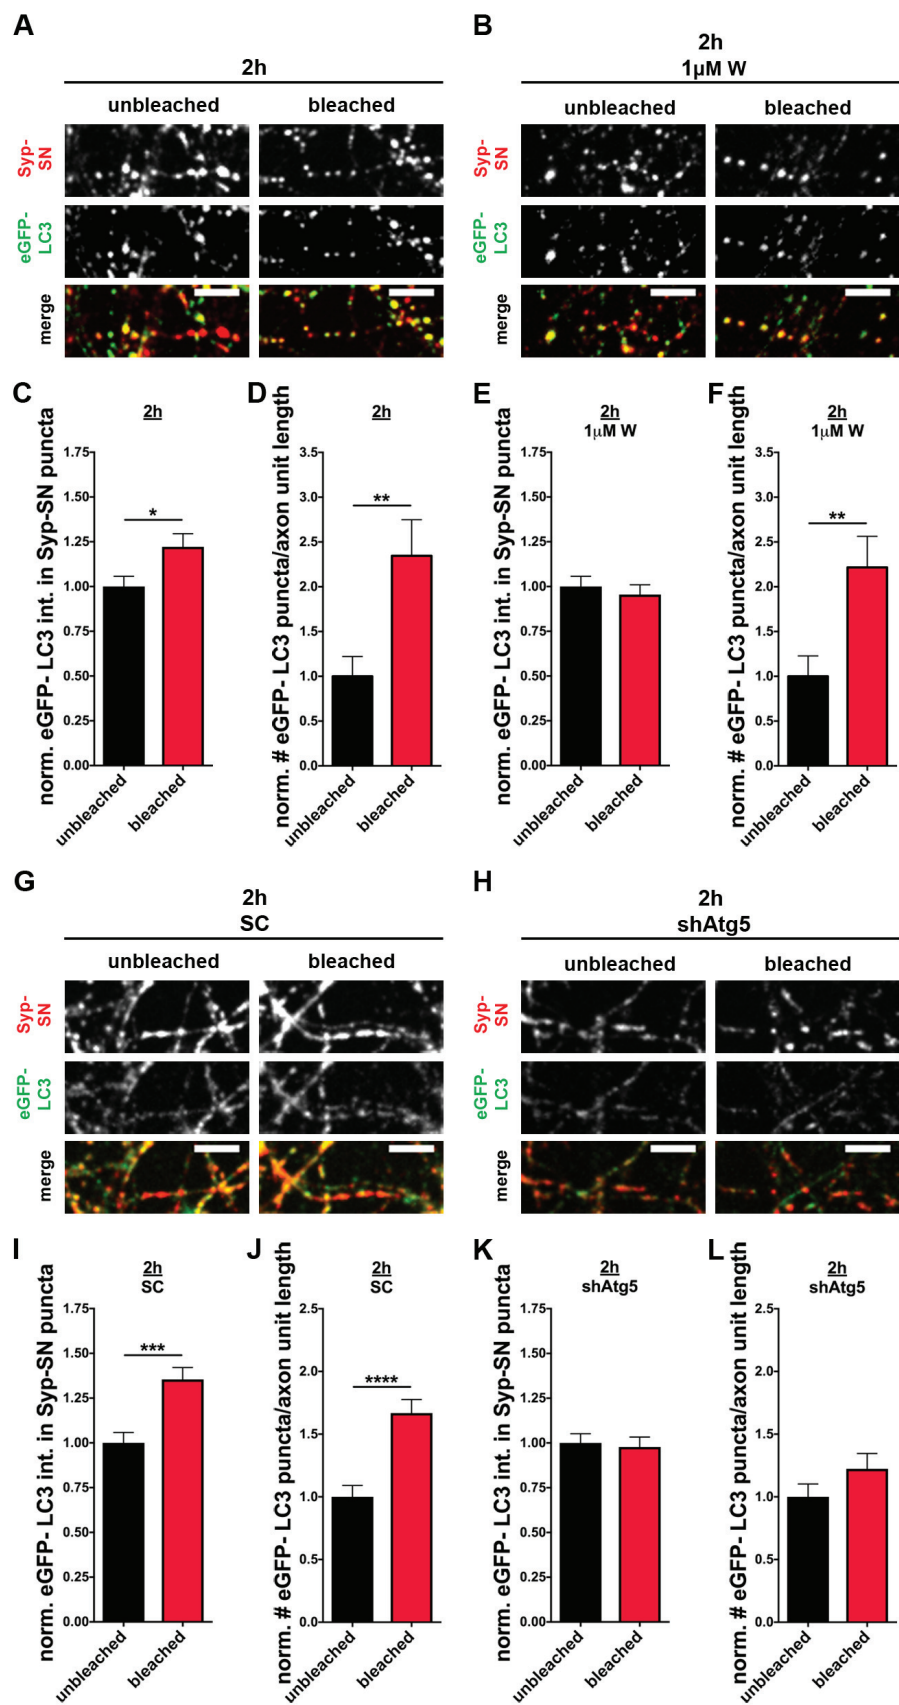 A
2h
unbleached bleached
Syp-
SN
eGFP-
LC3
merge
B
2h
1µM W
unbleached bleached
Syp-
SN
eGFP-
LC3
merge
C
2h
norm. eGFP- LC3 int. in Syp-SN puncta
1.75
1.50
1.25
1.00
0.75
0.50
0.25
0.00
*
unbleached
bleached
D
2h
norm. # eGFP- LC3 puncta/axon unit length
3.5
3.0
2.5
2.0
1.5
1.0
0.5
0.0
**
unbleached
bleached
E
2h
1µM W
norm. eGFP- LC3 int. in Syp-SN puncta
1.75
1.50
1.25
1.00
0.75
0.50
0.25
0.00
unbleached
bleached
F
2h
1µM W
norm. # eGFP- LC3 puncta/axon unit length
3.5
3.0
2.5
2.0
1.5
1.0
0.5
0.0
**
unbleached
bleached
G
2h
SC
unbleached bleached
Syp-
SN
eGFP-
LC3
merge
H
2h
shAtg5
unbleached bleached
Syp-
SN
eGFP-
LC3
merge
I
2h
SC
norm. eGFP- LC3 int. in Syp-SN puncta
1.75
1.50
1.25
1.00
0.75
0.50
0.25
0.00
***
unbleached
bleached
J
2h
SC
norm. # eGFP- LC3 puncta/axon unit length
2.5
2.0
1.5
1.0
0.5
0.0
****
unbleached
bleached
K
2h
shAtg5
norm. eGFP- LC3 int. in Syp-SN puncta
1.75
1.50
1.25
1.00
0.75
0.50
0.25
0.00
unbleached
bleached
L
2h
shAtg5
norm. # eGFP- LC3 puncta/axon unit length
2.5
2.0
1.5
1.0
0.5
0.0
unbleached
bleached